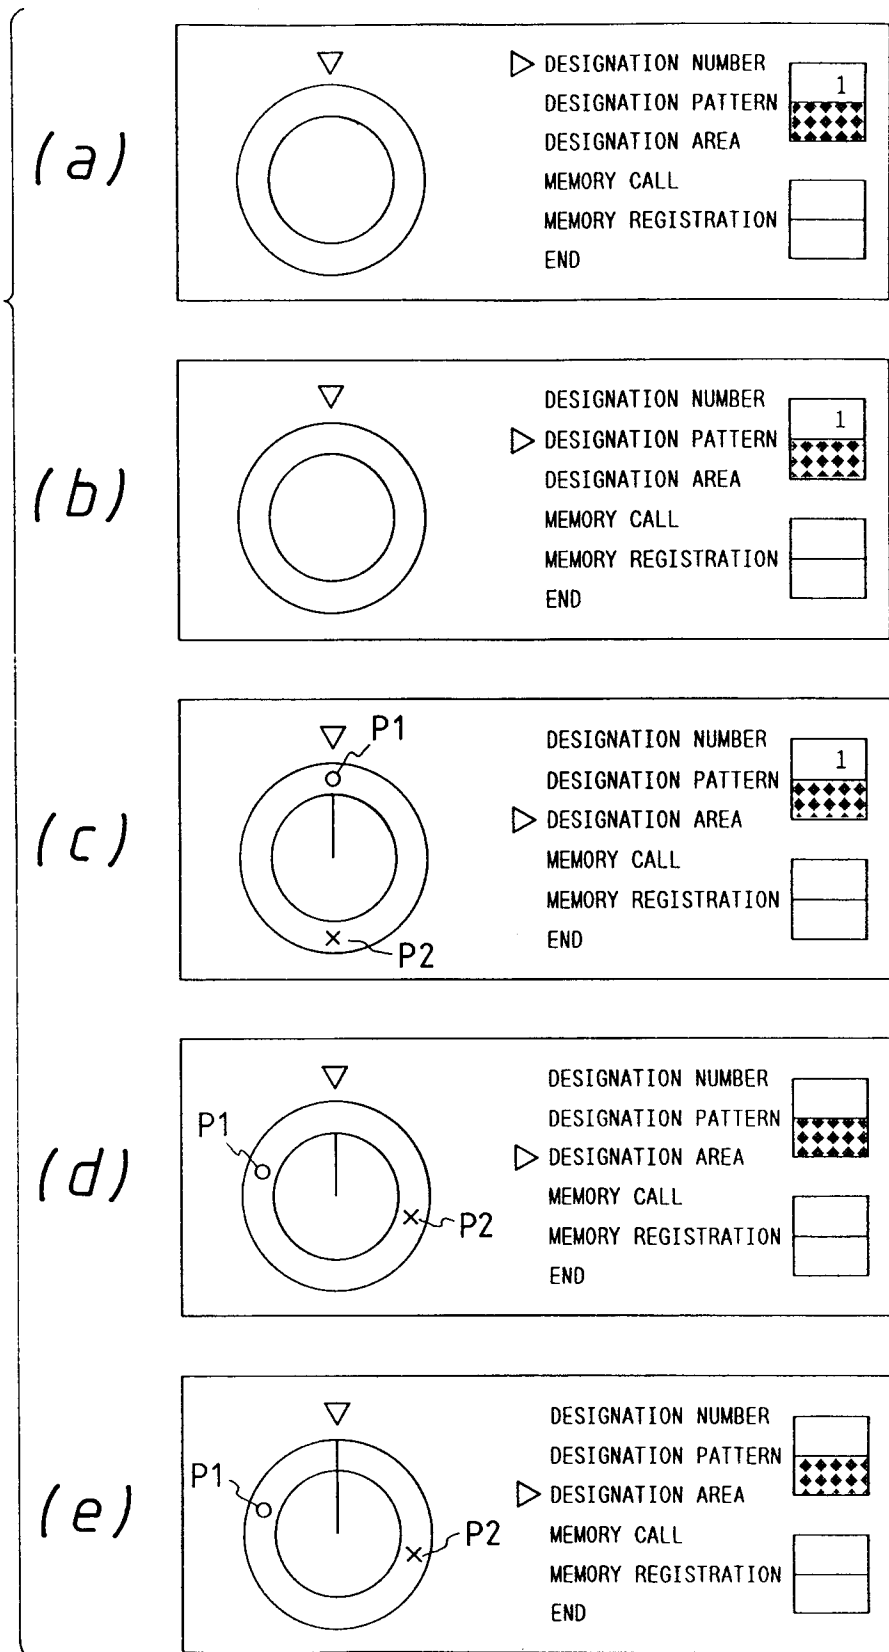 (a)
DESIGNATION NUMBER
1
DESIGNATION PATTERN
DESIGNATION AREA
MEMORY CALL
MEMORY REGISTRATION
END
(b)
DESIGNATION NUMBER
1
DESIGNATION PATTERN
DESIGNATION AREA
MEMORY CALL
MEMORY REGISTRATION
END
(c)
P1
P2
DESIGNATION NUMBER
1
DESIGNATION PATTERN
DESIGNATION AREA
MEMORY CALL
MEMORY REGISTRATION
END
(d)
P1
P2
DESIGNATION NUMBER
DESIGNATION PATTERN
DESIGNATION AREA
MEMORY CALL
MEMORY REGISTRATION
END
(e)
P1
P2
DESIGNATION NUMBER
DESIGNATION PATTERN
DESIGNATION AREA
MEMORY CALL
MEMORY REGISTRATION
END